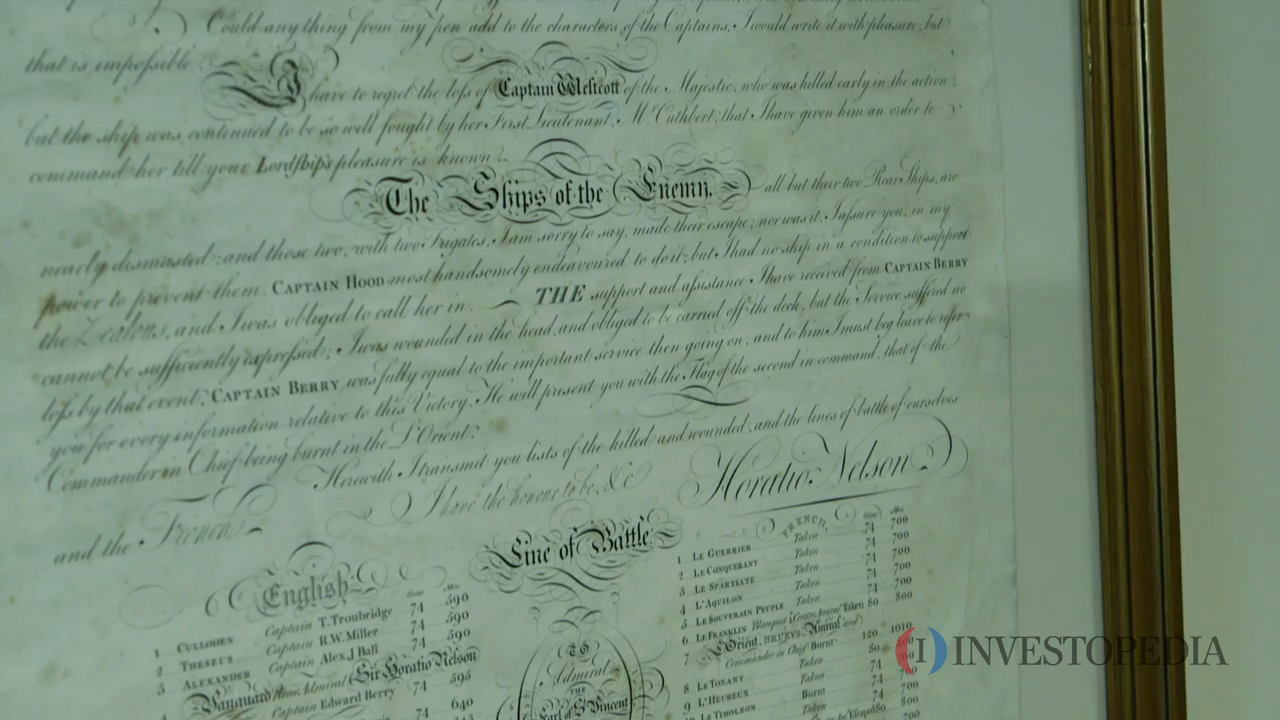 Could any thing from my pen add to the characters of the Captains, I would write it with pleasure, but
that is impossible.
I have to regret the loss of Captain Westcott of the Majestic, who was killed early in the action;
but the ship was continued to be so well fought by her First Lieutenant, Mr. Cuthbert, that I have given him an order to
command her till your Lordship's pleasure is known.
The Ships of the Enemy, all but their two Rear Ships, are
nearly dismasted: and those two, with two Frigates, I am sorry to say, made their escape; nor was it, I assure you, in my
power to prevent them. CAPTAIN HOOD most handsomely endeavoured to do it; but I had no ship in a condition to support
the Zealous, and I was obliged to call her in. THE support and assistance I have received from CAPTAIN BERRY
cannot be sufficiently expressed; I was wounded in the head, and obliged to be carried off the deck, but the Service suffered no
loss by that event. CAPTAIN BERRY was fully equal to the important service then going on, and to him I must beg leave to refer
you for every information relative to this Victory. He will present you with the Flag of the second in command, that of the
Commander in Chief being burnt in the L'Orient.
Herewith I transmit you lists of the killed and wounded, and the lines of battle of ourselves
and the French.
I have the honour to be, &c
Horatio Nelson
Line of Battle
English
Guns Men
1 CULLODEN Captain T. Troubridge 74 590
2 THESEUS Captain R.W. Miller 74 590
3 ALEXANDER Captain Alex. J Ball 74 590
Vanguard Rear Admiral Sir Horatio Nelson
Captain Edward Berry 74 595
640
TO
Admiral
THE
Earl of St Vincent
FRENCH,
Guns Men
1 LE GUERRIER Taken 74 700
2 LE CONQUERANT Taken 74 700
3 LE SPARTIATE Taken 74 700
4 L'AQUILON Taken 74 700
5 LE SOUVERAIN PEUPLE Taken 74 700
6 LE FRANKLIN Blanquet Taken 80 800
7 L'Orient, BRUEYS, Admiral and
Commander in Chief Burnt 120 1010
8 LE TONANT Taken 80
9 L'HEUREUX Taken 74 700
LE TIMOLEON Burnt 74 700
INVESTOPEDIA